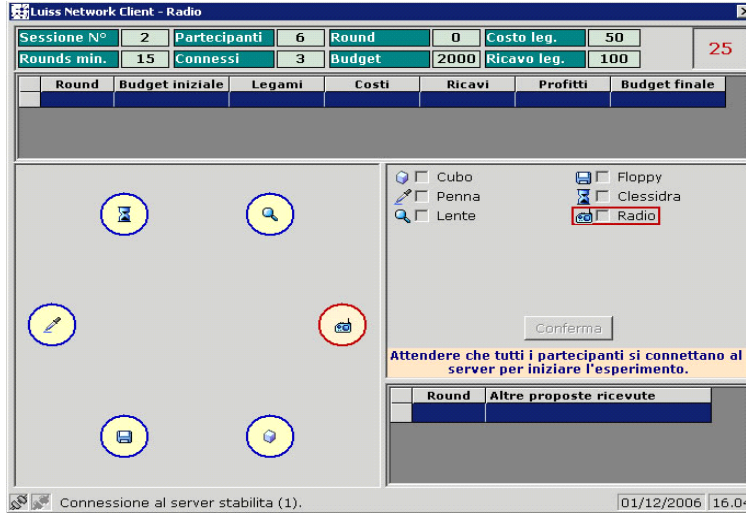 Luiss Network Client - Radio
Sessione N° 2 Partecipanti 6 Round 0 Costo leg. 50
25
Rounds min. 15 Connessi 3 Budget 2000 Ricavo leg. 100
Round Budget iniziale Legami Costi Ricavi Profitti Budget finale
Cubo Floppy
Penna Clessidra
Lente Radio
Conferma
Attendere che tutti i partecipanti si connettano al
server per iniziare l'esperimento.
Round Altre proposte ricevute
Connessione al server stabilita (1). 01/12/2006 16.04